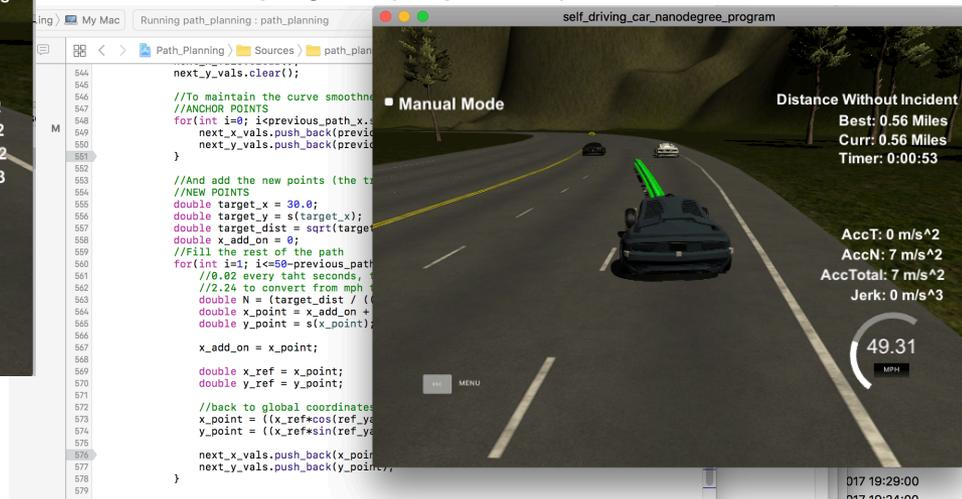 ing
My Mac
Running path_planning : path_planning
Path_Planning
Sources
path_plan
self_driving_car_nanodegree_program
544 next_y_vals.clear();
545
546 //To maintain the curve smoothne
547 //ANCHOR POINTS
548 for(int i=0; i<previous_path_x.s
549 next_x_vals.push_back(previo
550 next_y_vals.push_back(previo
551 }
552
553 //And add the new points (the tr
554 //NEW POINTS
555 double target_x = 30.0;
556 double target_y = s(target_x);
557 double target_dist = sqrt(target
558 double x_add_on = 0;
559 //Fill the rest of the path
560 for(int i=1; i<=50-previous_path
561 //0.02 every taht seconds,
562 //2.24 to convert from mph t
563 double N = (target_dist / ((
564 double x_point = x_add_on +
565 double y_point = s(x_point);
566
567 x_add_on = x_point;
568
569 double x_ref = x_point;
570 double y_ref = y_point;
571
572 //back to global coordinates
573 x_point = ((x_ref*cos(ref_ya
574 y_point = ((x_ref*sin(ref_ya
575
576 next_x_vals.push_back(x_poin
577 next_y_vals.push_back(y_point);
578 }
579
M
2
2
3
Manual Mode
Distance Without Incident
Best: 0.56 Miles
Curr: 0.56 Miles
Timer: 0:00:53
AccT: 0 m/s^2
AccN: 7 m/s^2
AccTotal: 7 m/s^2
Jerk: 0 m/s^3
49.31
MPH
MENU
017 19:29:00
017 19:24:00